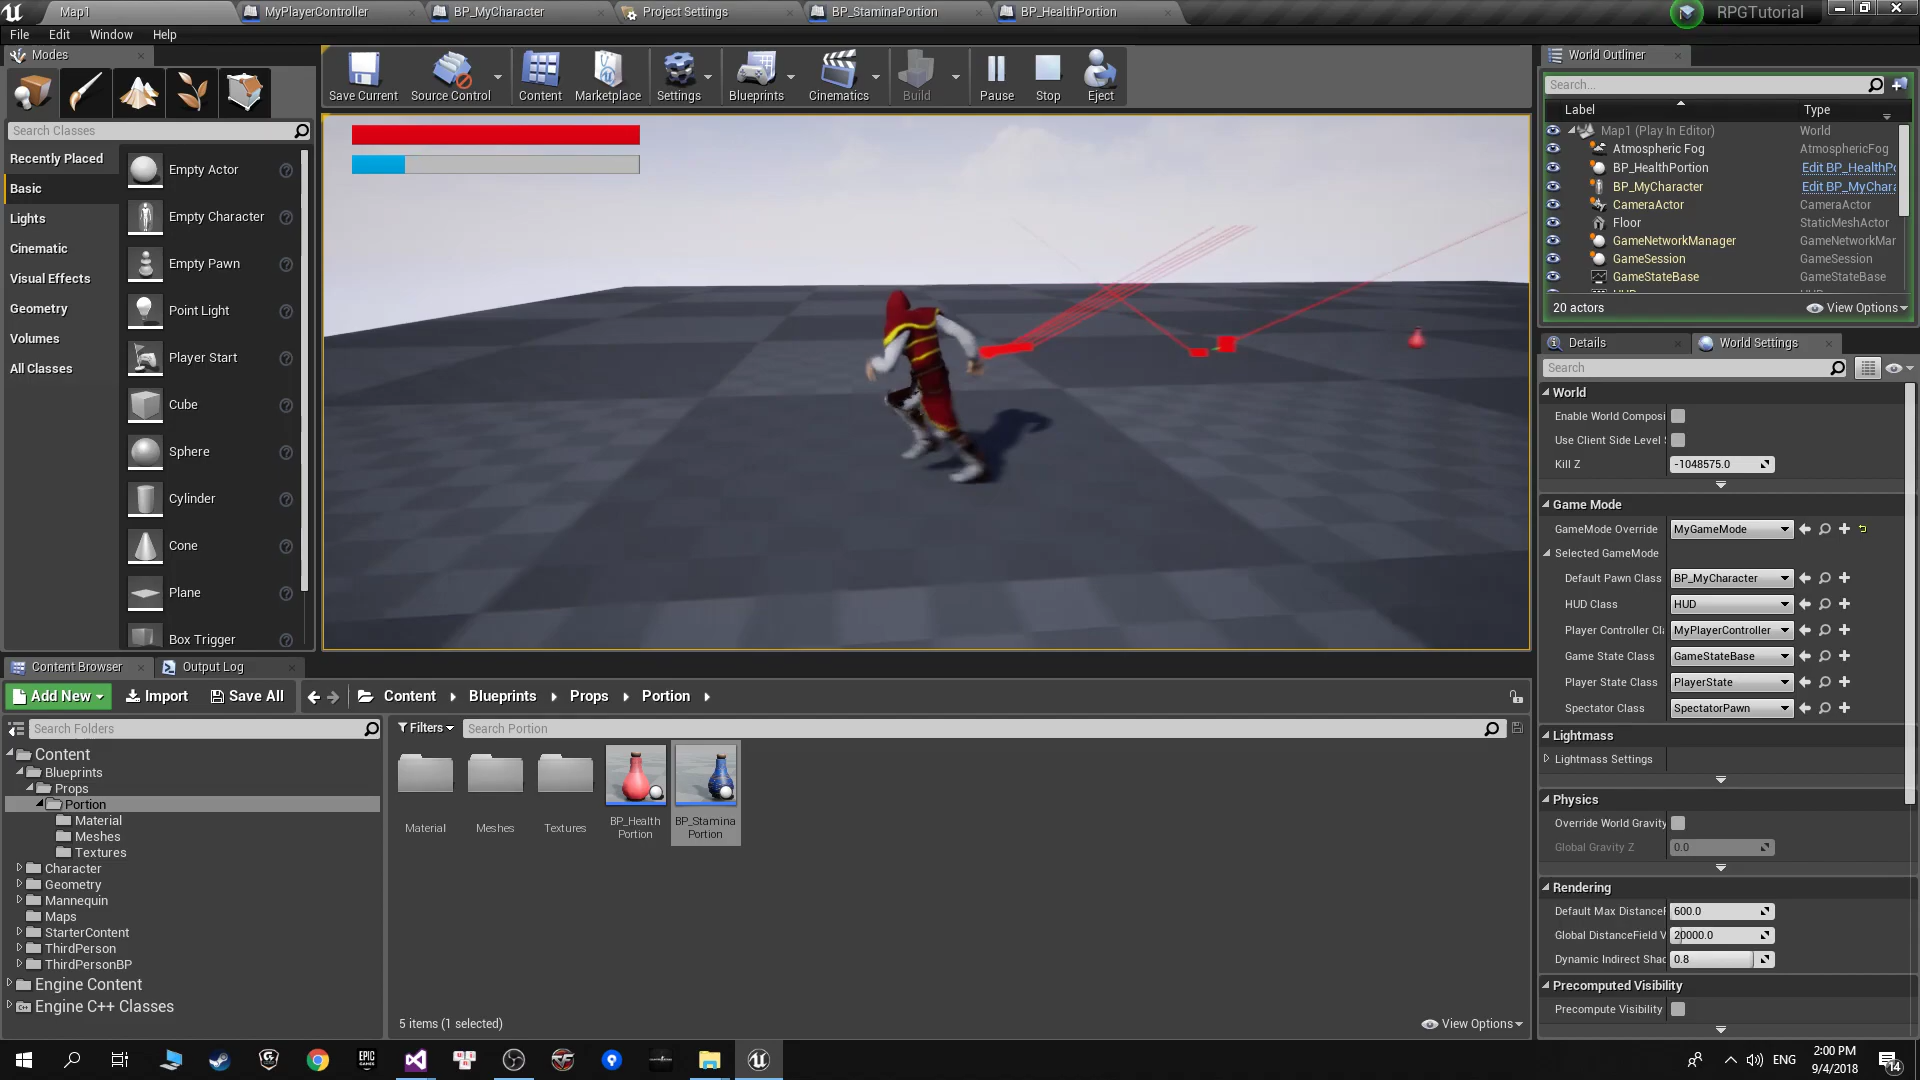 Map1
MyPlayerController
BP_MyCharacter
Project Settings
BP_StaminaPortion
BP_HealthPortion
RPGTutorial
File
Edit
Window
Help
Modes
Save Current
Source Control
Content
Marketplace
Settings
Blueprints
Cinematics
Build
Pause
Stop
Eject
World Outliner
Search...
Label
Type
Search Classes
Recently Placed
Basic
Lights
Cinematic
Visual Effects
Geometry
Volumes
All Classes
Empty Actor
Empty Character
Empty Pawn
Point Light
Player Start
Cube
Sphere
Cylinder
Cone
Plane
Box Trigger
Map1 (Play In Editor)
World
Atmospheric Fog
AtmosphericFog
BP_HealthPortion
Edit BP_HealthPo
BP_MyCharacter
Edit BP_MyChara
CameraActor
CameraActor
Floor
StaticMeshActor
GameNetworkManager
GameNetworkMar
GameSession
GameSession
GameStateBase
GameStateBase
20 actors
View Options
Details
World Settings
Search
World
Enable World Composi
Use Client Side Level
Kill Z
-1048575.0
Game Mode
GameMode Override
MyGameMode
Selected GameMode
Default Pawn Class
BP_MyCharacter
HUD Class
HUD
Player Controller Cl
MyPlayerController
Game State Class
GameStateBase
Player State Class
PlayerState
Spectator Class
SpectatorPawn
Lightmass
Lightmass Settings
Physics
Override World Gravity
Global Gravity Z
0.0
Rendering
Default Max DistanceF
600.0
Global DistanceField V
20000.0
Dynamic Indirect Shad
0.8
Precomputed Visibility
Precompute Visibility
Content Browser
Output Log
Add New
Import
Save All
Content
Blueprints
Props
Portion
Search Folders
Filters
Search Portion
Content
Blueprints
Props
Portion
Material
Meshes
Textures
Character
Geometry
Mannequin
Maps
StarterContent
ThirdPerson
ThirdPersonBP
Engine Content
Engine C++ Classes
Material
Meshes
Textures
BP_Health
Portion
BP_Stamina
Portion
5 items (1 selected)
View Options
EPIC
ENG
2:00 PM
9/4/2018
14